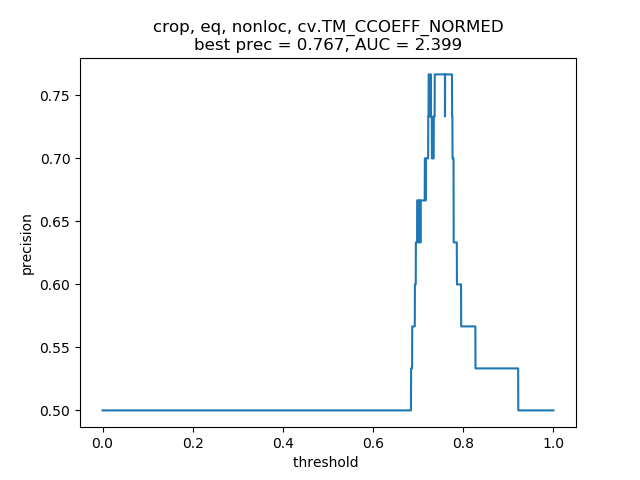 crop, eq, nonloc, cv.TM_CCOEFF_NORMED
best prec = 0.767, AUC = 2.399
precision
0.75
0.70
0.65
0.60
0.55
0.50
0.0 0.2 0.4 0.6 0.8 1.0
threshold